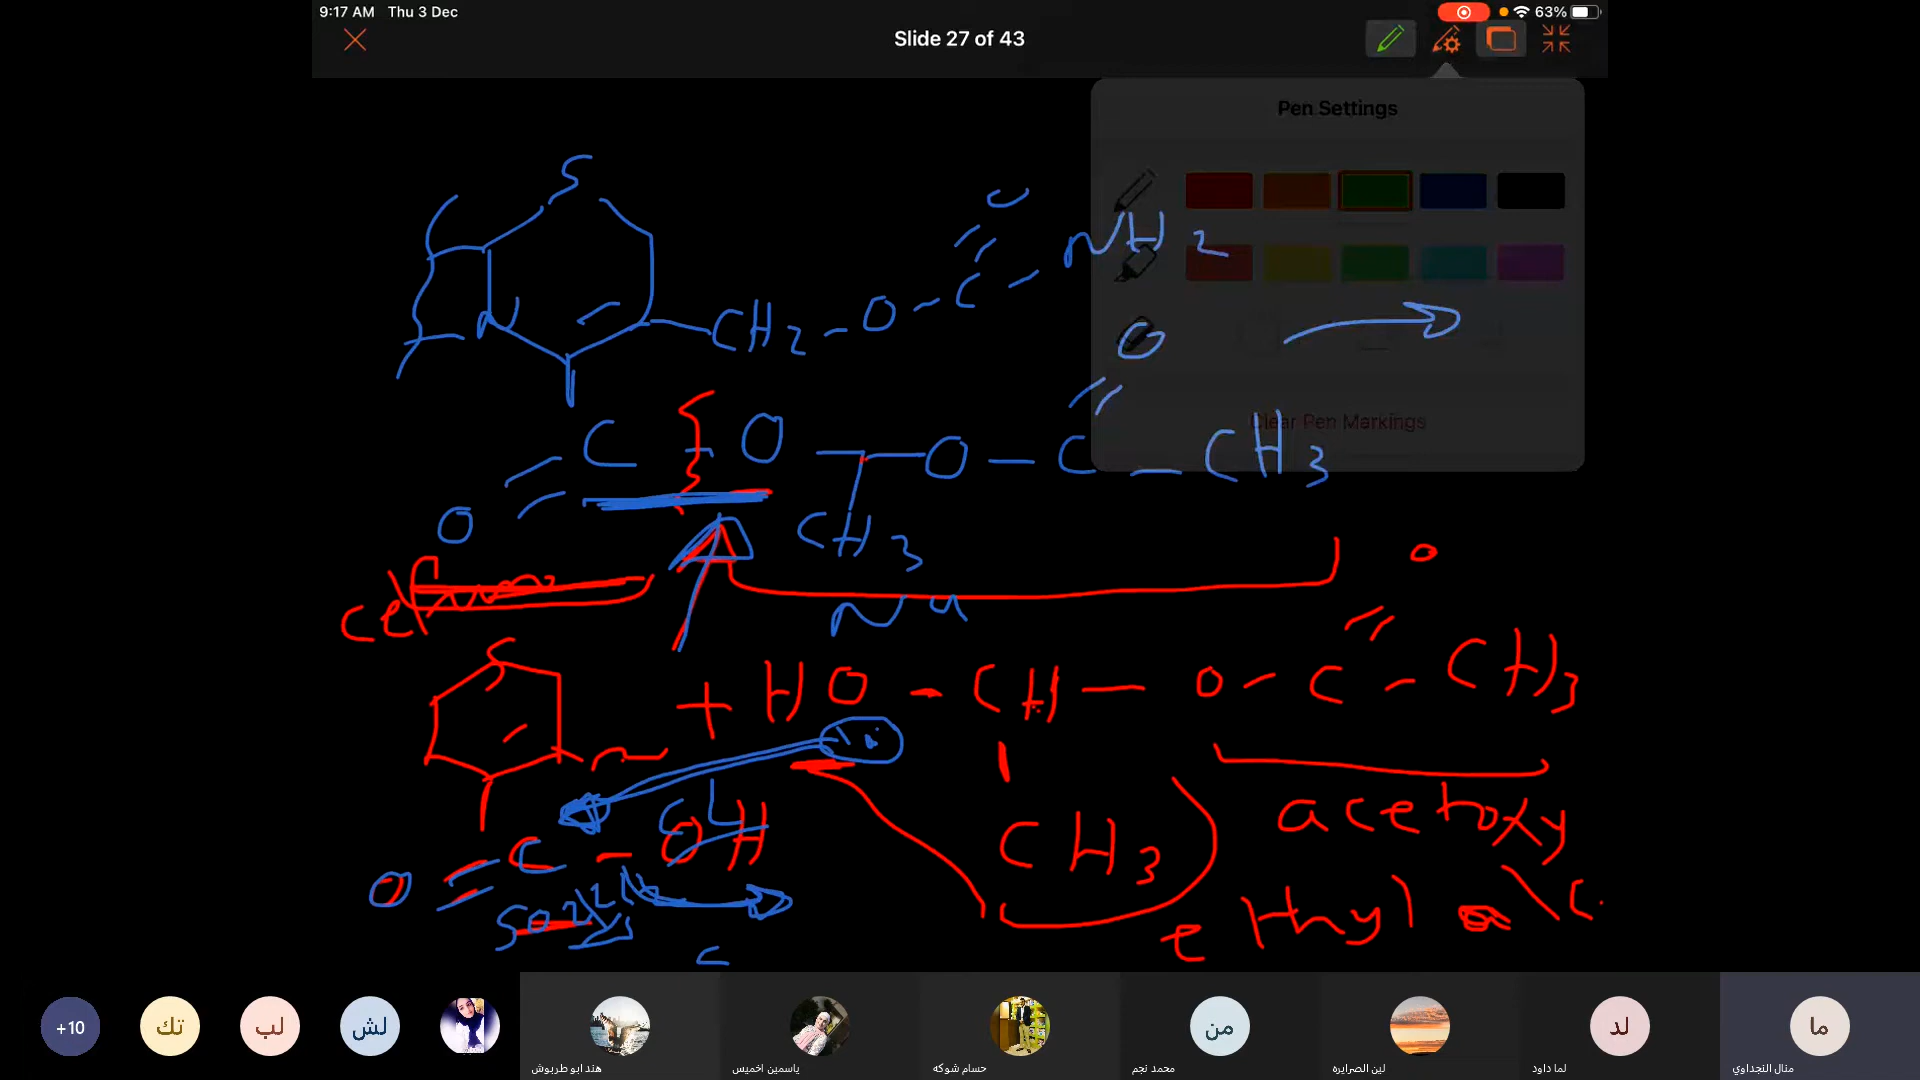 9:17 AM Thu 3 Dec
63%
Slide 27 of 43
Pen Settings
S
O
NH2
N
CH2 - O - C -
O
Clear Pen Markings
C - O - O - C - CH3
O
CH3
O
Na
S
+ HO - CH - O - C - CH3
acetoxy
CH3
O = C - OH
ethyl alc.
C
+10
تك
لب
لش
من
لد
ما
هند ابو طربوش
ياسمين اخميس
حسام شوكه
محمد نجم
لين الصرايره
لما داود
منال النجداوي